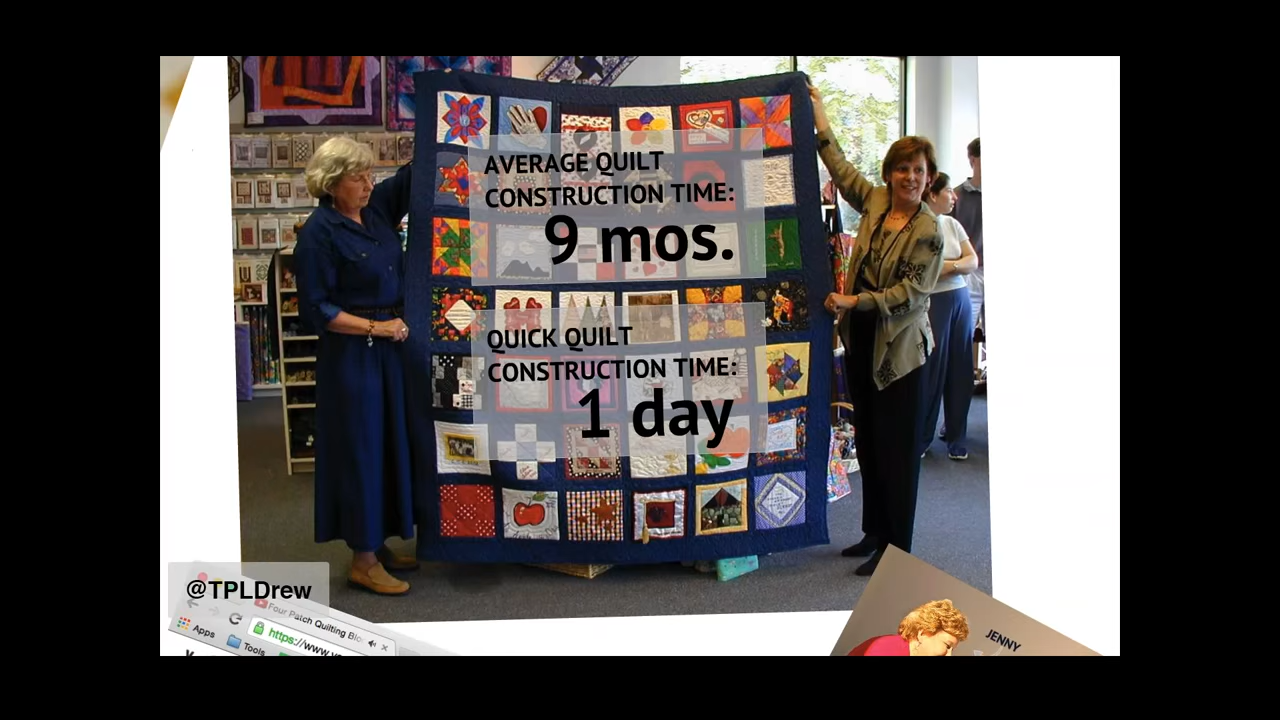 AVERAGE QUILT
CONSTRUCTION TIME:
9 mos.
QUICK QUILT
CONSTRUCTION TIME:
1 day
@TPLDrew
Four Patch Quilting
https://www.
Apps
Tools
JENNY